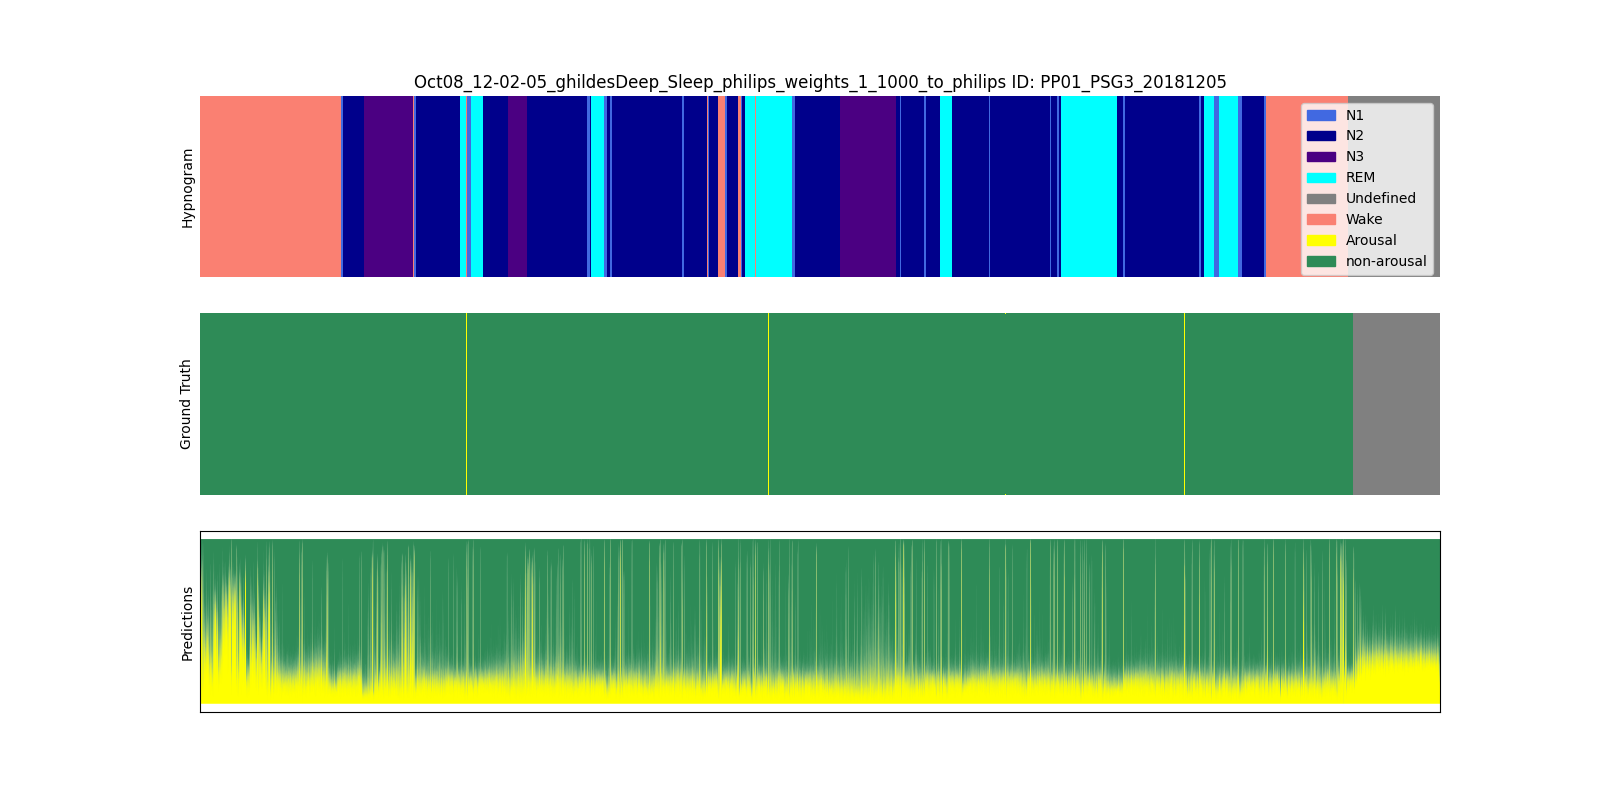 Oct08_12-02-05_ghildesDeep_Sleep_philips_weights_1_1000_to_philips ID: PP01_PSG3_20181205
Hypnogram
N1
N2
N3
REM
Undefined
Wake
Arousal
non-arousal
Ground Truth
Predictions